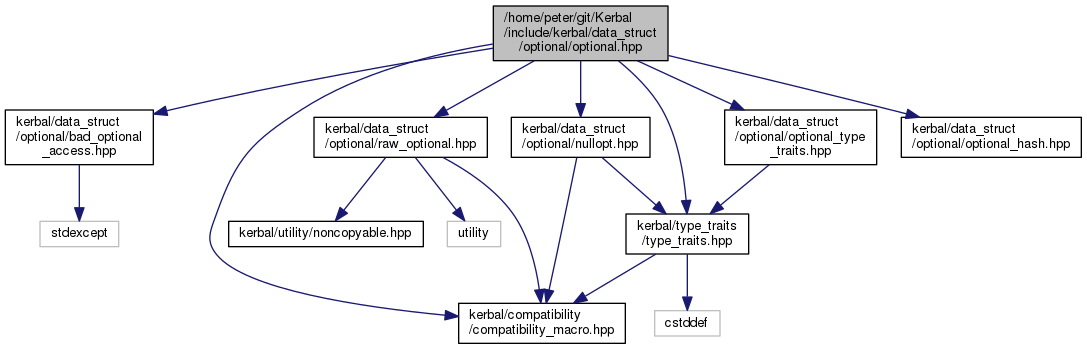 /home/peter/git/Kerbal
/include/kerbal/data_struct
/optional/optional.hpp
kerbal/data_struct
/optional/bad_optional
_access.hpp
kerbal/data_struct
/optional/raw_optional.hpp
kerbal/data_struct
/optional/nullopt.hpp
kerbal/data_struct
/optional/optional_type
_traits.hpp
kerbal/data_struct
/optional/optional_hash.hpp
stdexcept
kerbal/utility/noncopyable.hpp
utility
kerbal/type_traits
/type_traits.hpp
kerbal/compatibility
/compatibility_macro.hpp
cstddef